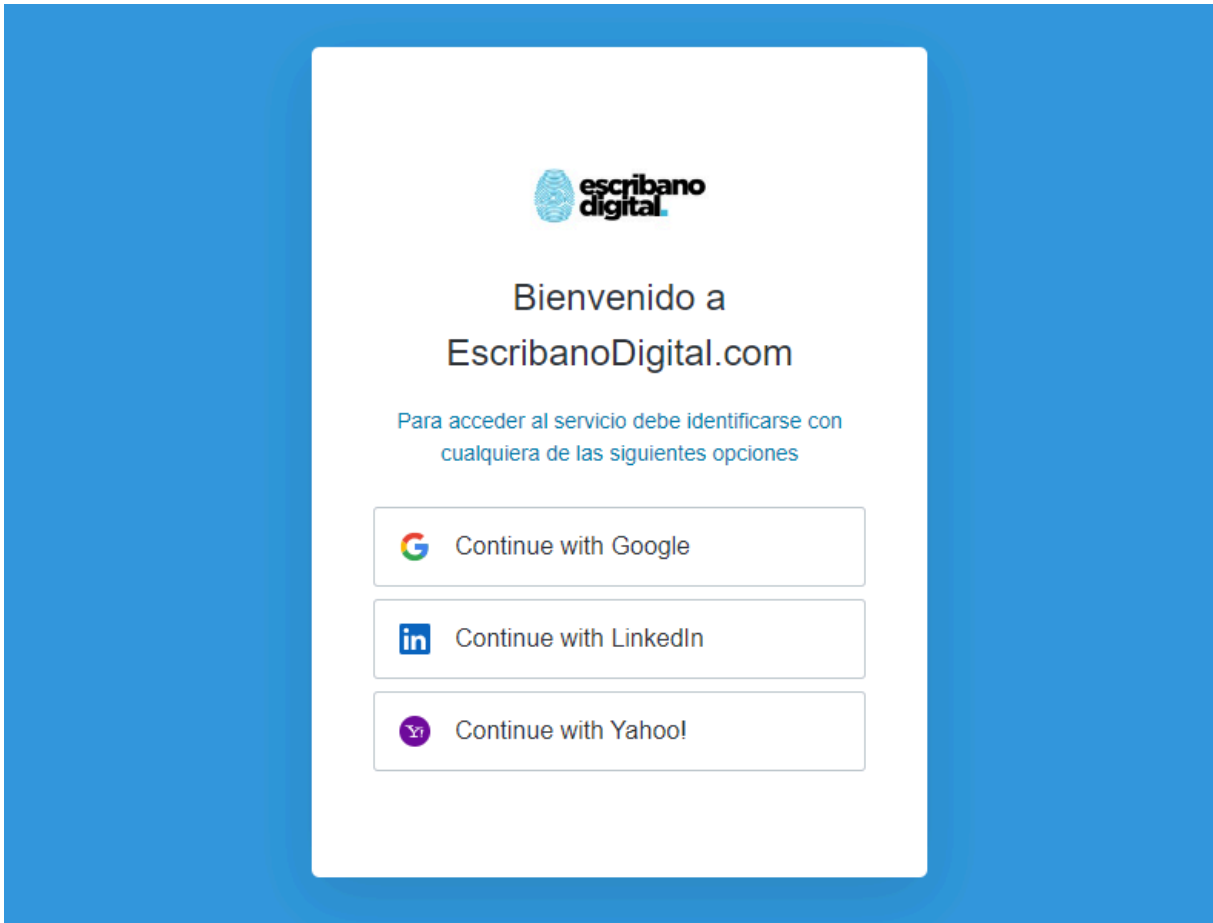 escribano
digital.
Bienvenido a
EscribanoDigital.com
Para acceder al servicio debe identificarse con
cualquiera de las siguientes opciones
Continue with Google
Continue with LinkedIn
Continue with Yahoo!